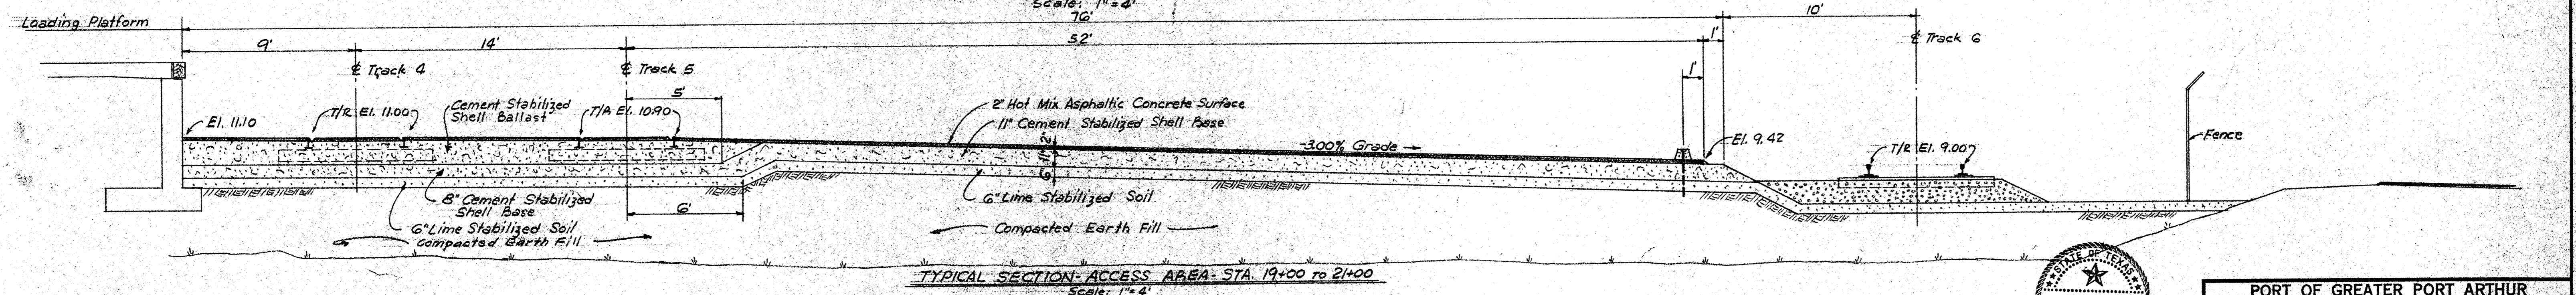 Scale: 1"=4'
Loading Platform
76'
10'
9'
14'
52'
1'
℄ Track 4
℄ Track 5
℄ Track 6
1'
5'
El. 11.10
T/R El. 11.00
Cement Stabilized
Shell Ballast
T/R El. 10.90
2" Hot Mix Asphaltic Concrete Surface
11" Cement Stabilized Shell Base
2"
11"
6"
-3.00% Grade
El. 9.42
T/R El. 9.00
Fence
8" Cement Stabilized
Shell Base
6'
6" Lime Stabilized Soil
6" Lime Stabilized Soil
Compacted Earth Fill
Compacted Earth Fill
TYPICAL SECTION - ACCESS AREA - STA. 19+00 TO 21+00
Scale: 1"=4'
STATE OF TEXAS
PORT OF GREATER PORT ARTHUR